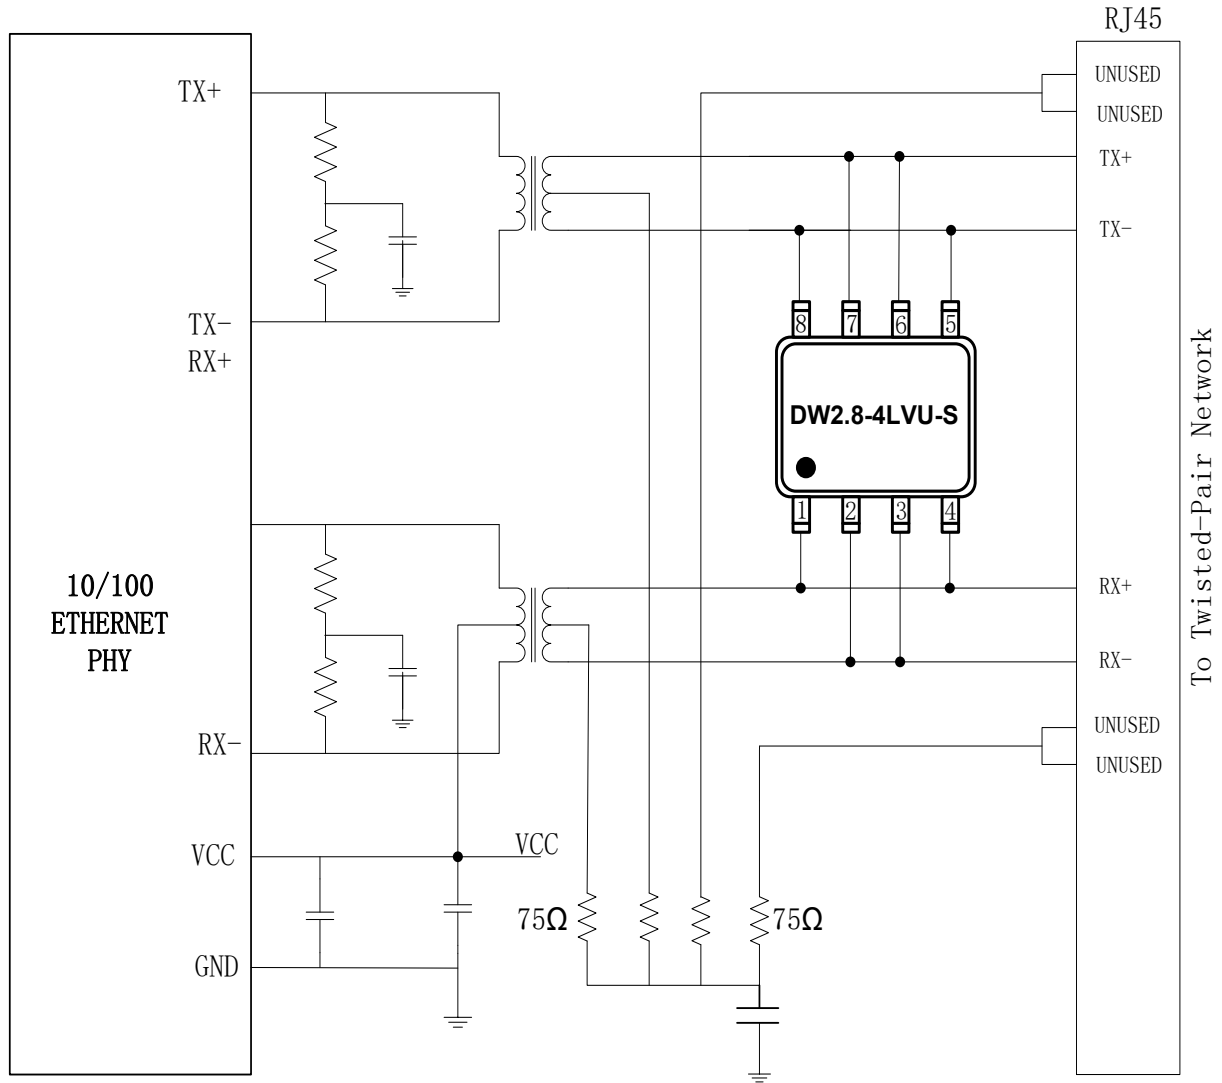 RJ45
UNUSED
UNUSED
TX+
TX-
TX+
TX-
RX+
8 7 6 5
DW2.8-4LVU-S
1 2 3 4
To Twisted-Pair Network
10/100
ETHERNET
PHY
RX+
RX-
RX-
UNUSED
UNUSED
VCC
VCC
75Ω
75Ω
GND